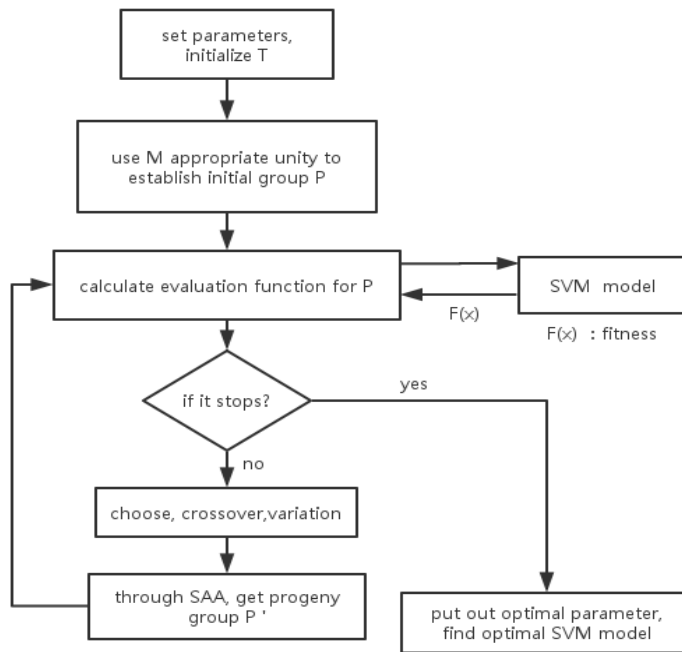 set parameters,
initialize T
use M appropriate unity to
establish initial group P
calculate evaluation function for P
SVM model
F(x)
F(x) : fitness
if it stops?
yes
no
choose, crossover,variation
through SAA, get progeny
group P '
put out optimal parameter,
find optimal SVM model